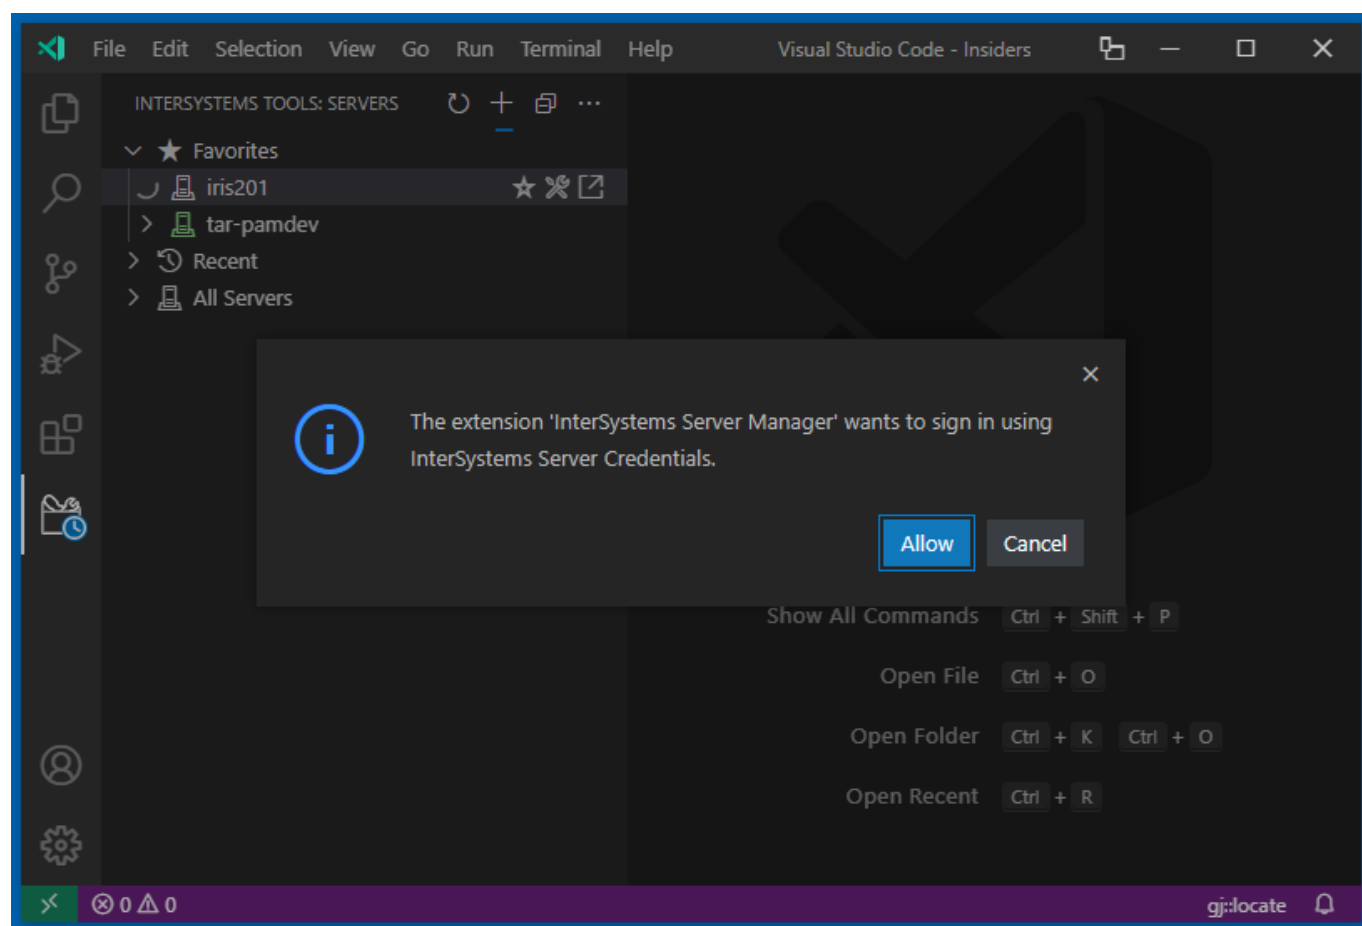 File Edit Selection View Go Run Terminal Help Visual Studio Code - Insiders
INTERSYSTEMS TOOLS: SERVERS
Favorites
iris201
tar-pamdev
Recent
All Servers
The extension 'InterSystems Server Manager' wants to sign in using
InterSystems Server Credentials.
Allow Cancel
Show All Commands Ctrl + Shift + P
Open File Ctrl + O
Open Folder Ctrl + K Ctrl + O
Open Recent Ctrl + R
0 0 gj::locate